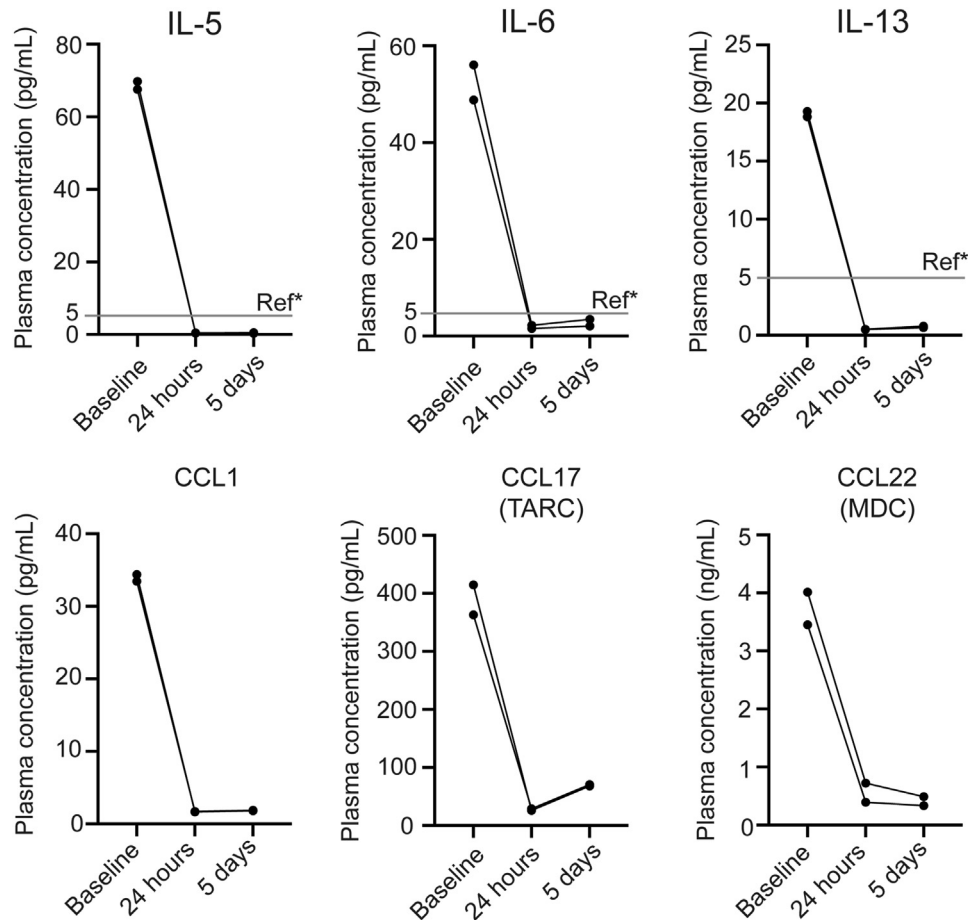 IL-5
Plasma concentration (pg/mL)
80
60
40
20
5
0
Ref*
Baseline
24 hours
5 days
IL-6
Plasma concentration (pg/mL)
60
40
20
5
0
Ref*
Baseline
24 hours
5 days
IL-13
Plasma concentration (pg/mL)
25
20
15
10
5
0
Ref*
Baseline
24 hours
5 days
CCL1
Plasma concentration (pg/mL)
40
30
20
10
0
Baseline
24 hours
5 days
CCL17
(TARC)
Plasma concentration (pg/mL)
500
400
300
200
100
0
Baseline
24 hours
5 days
CCL22
(MDC)
Plasma concentration (ng/mL)
5
4
3
2
1
0
Baseline
24 hours
5 days